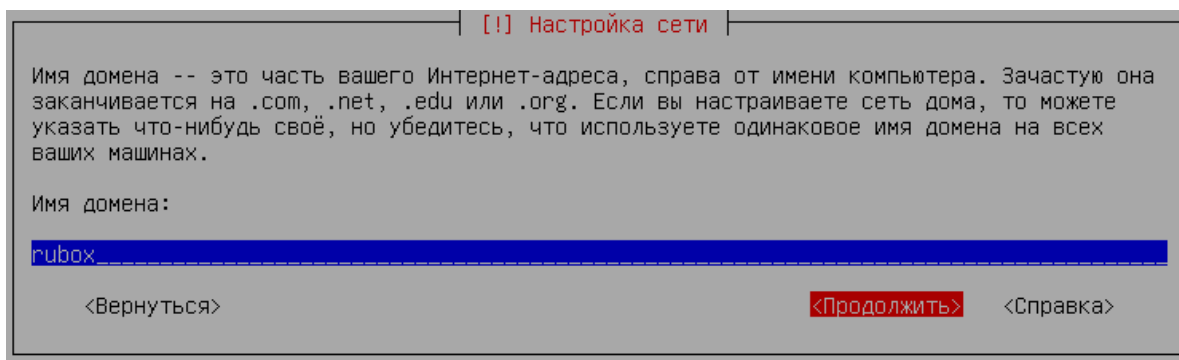 [!] Настройка сети
Имя домена -- это часть вашего Интернет-адреса, справа от имени компьютера. Зачастую она
заканчивается на .com, .net, .edu или .org. Если вы настраиваете сеть дома, то можете
указать что-нибудь своё, но убедитесь, что используете одинаковое имя домена на всех
ваших машинах.
Имя домена:
rubox
<Вернуться> <Продолжить> <Справка>